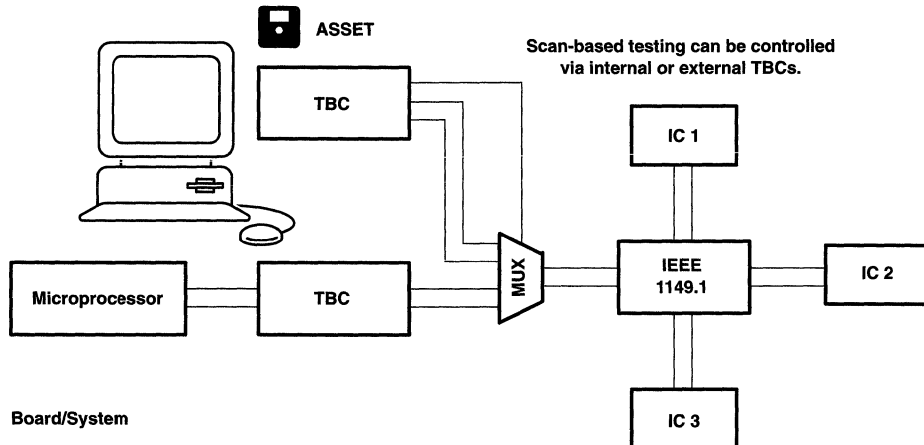 ASSET
Scan-based testing can be controlled
via internal or external TBCs.
TBC
IC 1
MUX
IEEE
1149.1
IC 2
Microprocessor
TBC
IC 3
Board/System